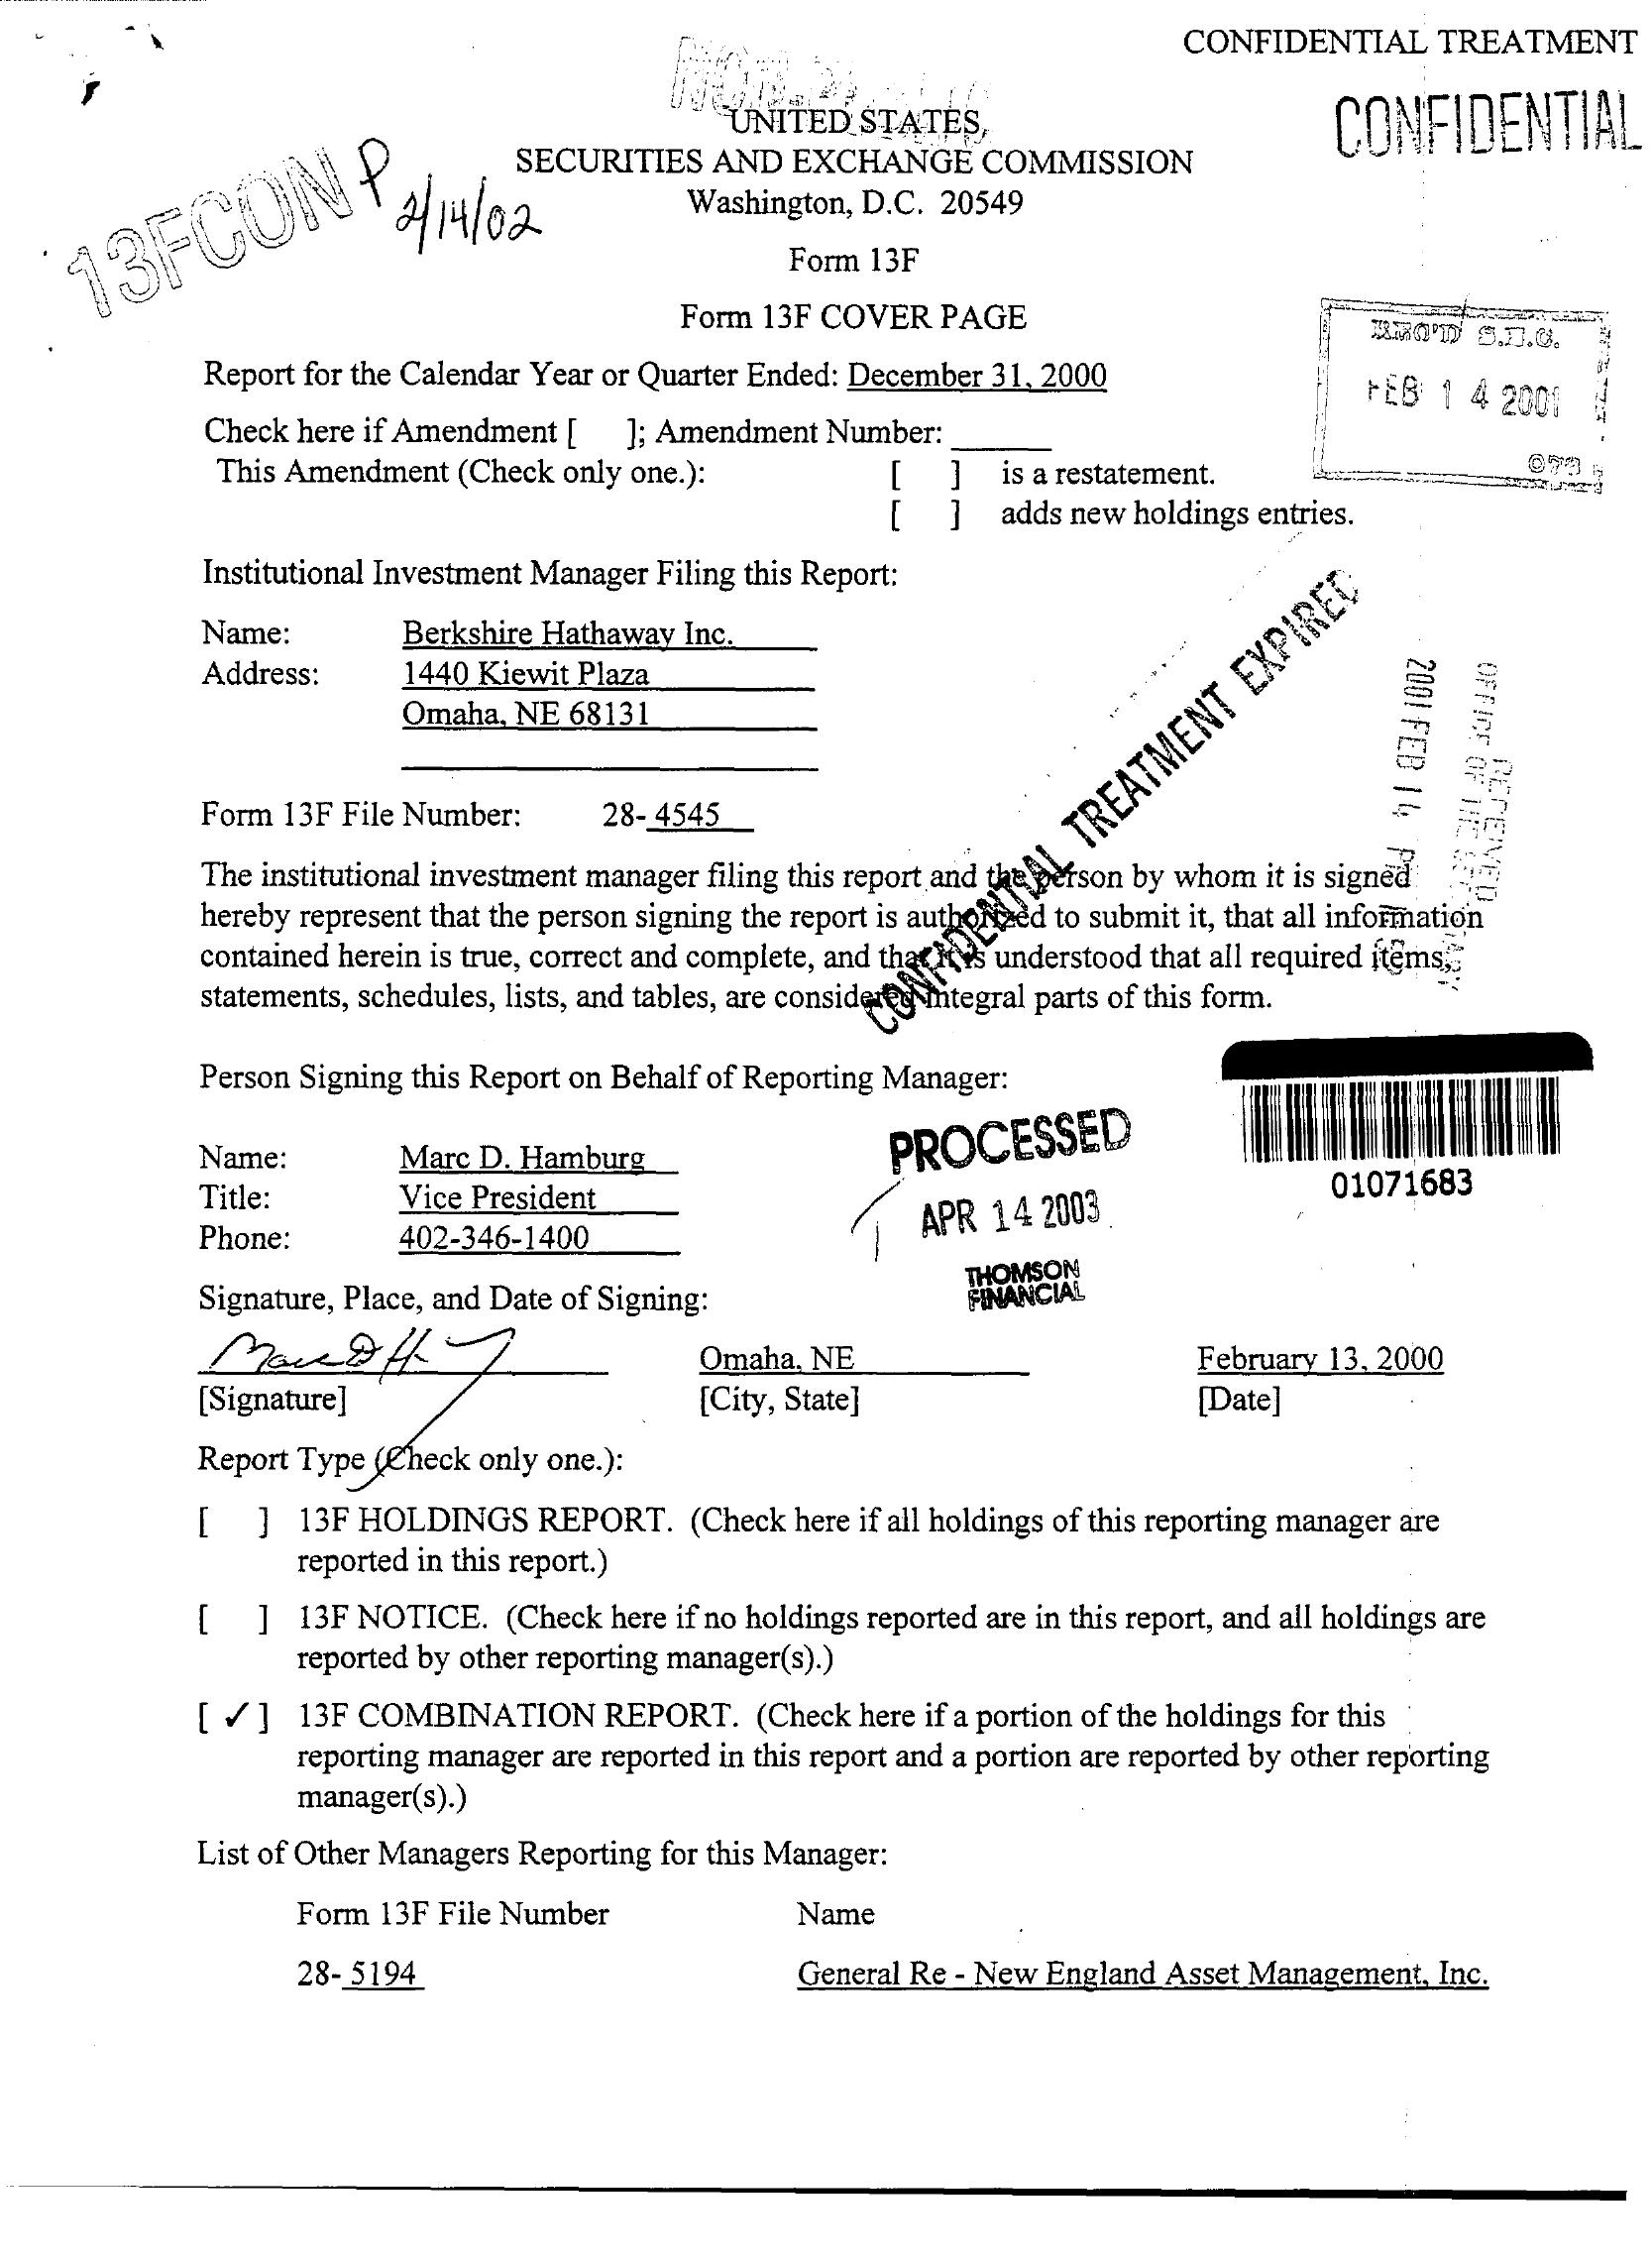 CONFIDENTIAL TREATMENT
CONFIDENTIAL
UNITED STATES
SECURITIES AND EXCHANGE COMMISSION
Washington, D.C. 20549
13FCONP 2/14/02
Form 13F
Form 13F COVER PAGE
REC'D S.E.C.
FEB 14 2001
073
Report for the Calendar Year or Quarter Ended: December 31, 2000
Check here if Amendment [ ]; Amendment Number:
This Amendment (Check only one.): [ ] is a restatement.
[ ] adds new holdings entries.
Institutional Investment Manager Filing this Report:
Name: Berkshire Hathaway Inc.
Address: 1440 Kiewit Plaza
Omaha, NE 68131
CONFIDENTIAL TREATMENT EXPIRED
2001 FEB 14
RECEIVED
OFFICE OF THE
Form 13F File Number: 28- 4545
The institutional investment manager filing this report and the person by whom it is signed
hereby represent that the person signing the report is authorized to submit it, that all information
contained herein is true, correct and complete, and that it is understood that all required items,
statements, schedules, lists, and tables, are considered integral parts of this form.
Person Signing this Report on Behalf of Reporting Manager:
01071683
PROCESSED
APR 14 2003
THOMSON
FINANCIAL
Name: Marc D. Hamburg
Title: Vice President
Phone: 402-346-1400
Signature, Place, and Date of Signing:
Omaha, NE February 13, 2000
[Signature] [City, State] [Date]
Report Type (Check only one.):
[ ] 13F HOLDINGS REPORT. (Check here if all holdings of this reporting manager are
reported in this report.)
[ ] 13F NOTICE. (Check here if no holdings reported are in this report, and all holdings are
reported by other reporting manager(s).)
[ ✓ ] 13F COMBINATION REPORT. (Check here if a portion of the holdings for this
reporting manager are reported in this report and a portion are reported by other reporting
manager(s).)
List of Other Managers Reporting for this Manager:
Form 13F File Number Name
28- 5194 General Re - New England Asset Management, Inc.